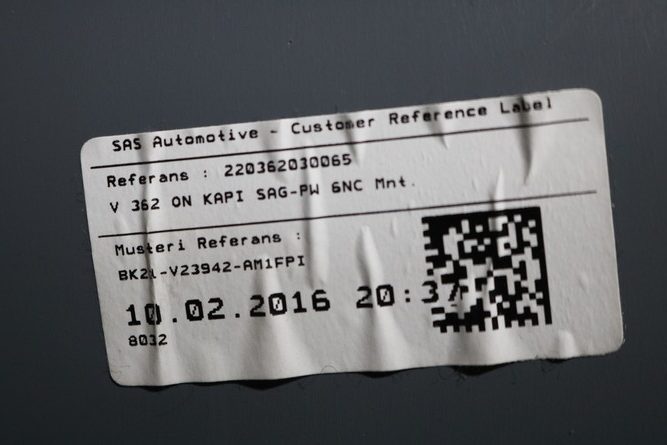 SAS Automotive - Customer Reference Label
Referans : 220362030065
V 362 ON KAPI SAG-PW 6NC Mnt.
Musteri Referans :
BK21-V23942-AM1FPI
10.02.2016 20:37
8032